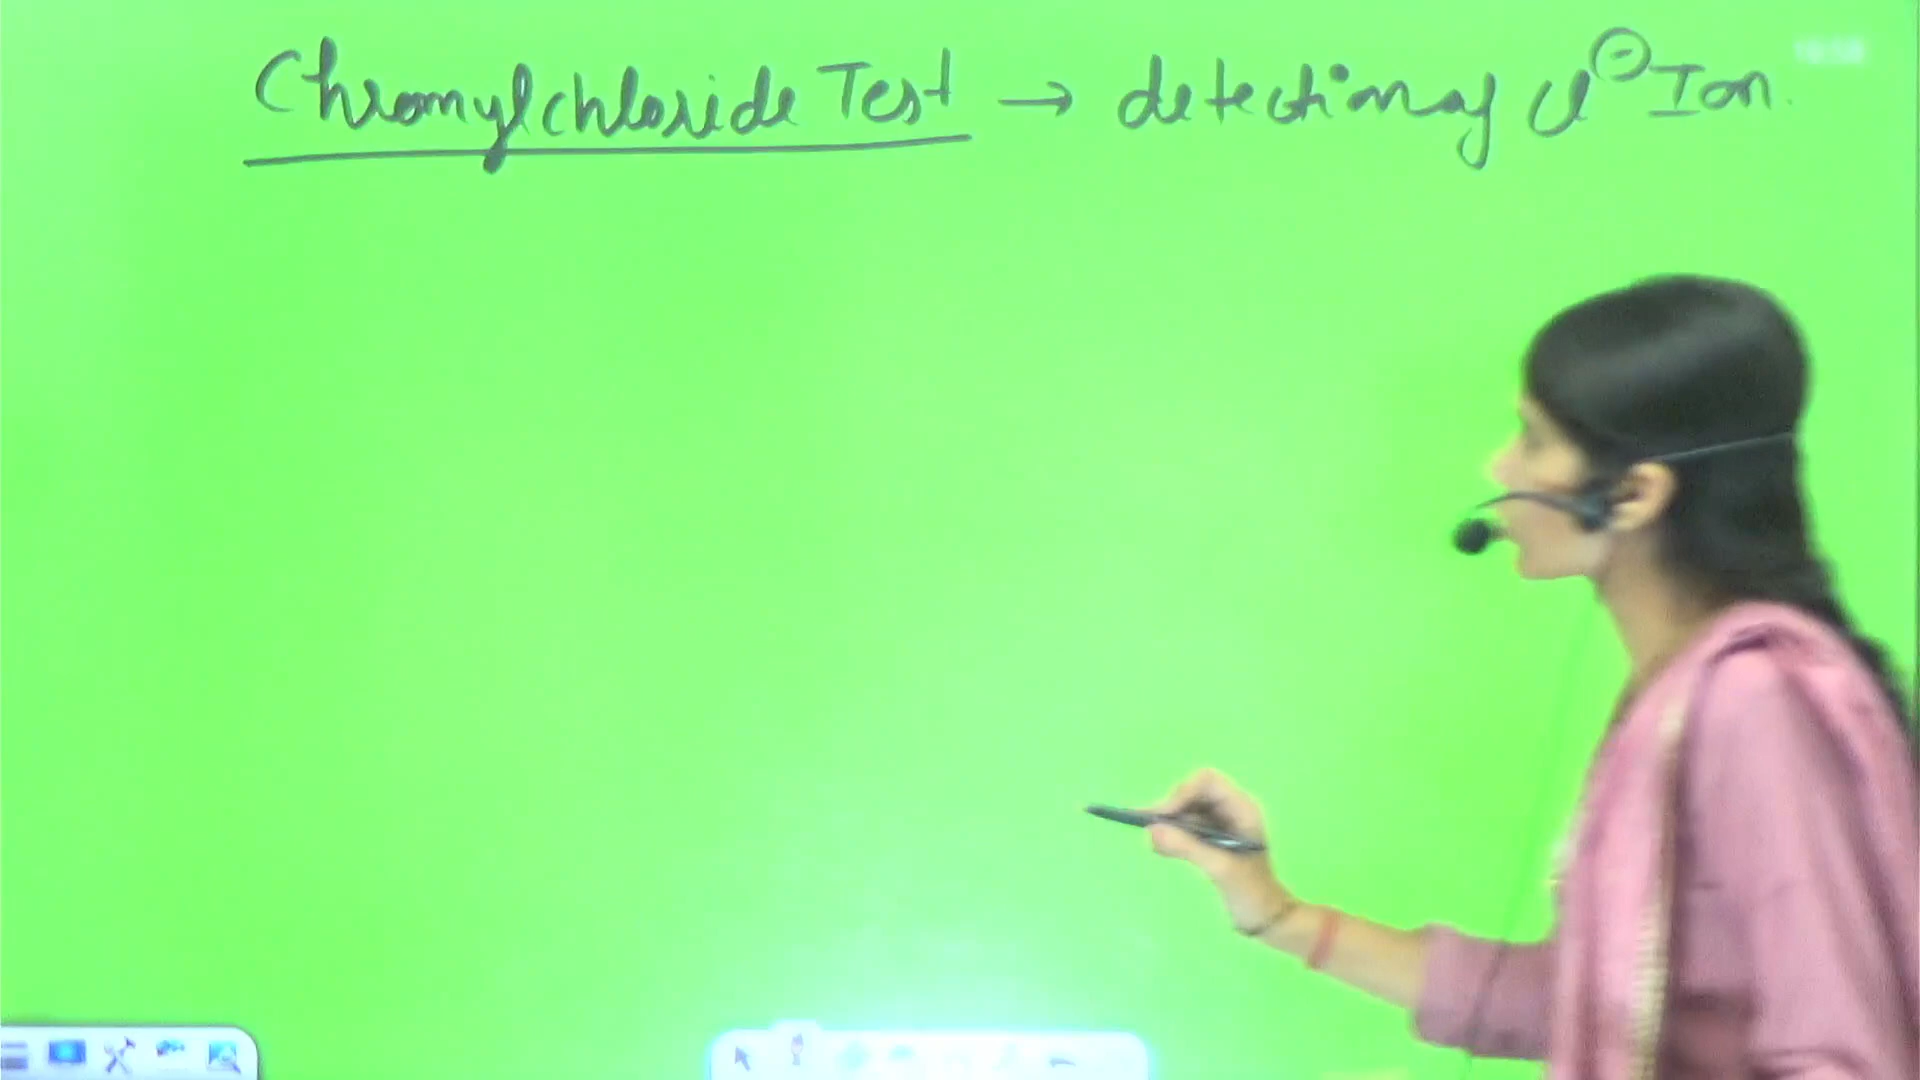 Chromylchloride Test → detection of Cl⊖ Ion.